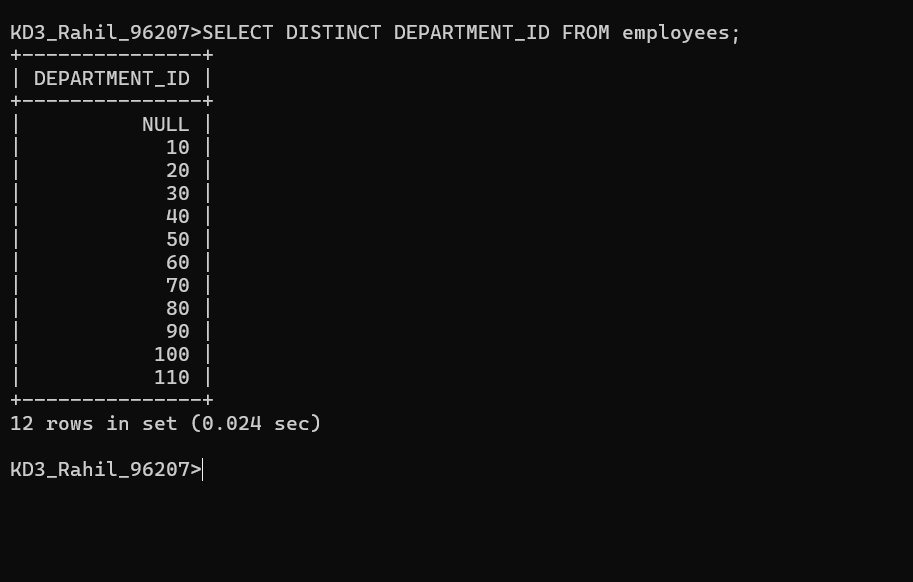 KD3_Rahil_96207>SELECT DISTINCT DEPARTMENT_ID FROM employees;
+---------------+
| DEPARTMENT_ID |
+---------------+
|          NULL |
|            10 |
|            20 |
|            30 |
|            40 |
|            50 |
|            60 |
|            70 |
|            80 |
|            90 |
|           100 |
|           110 |
+---------------+
12 rows in set (0.024 sec)
KD3_Rahil_96207>